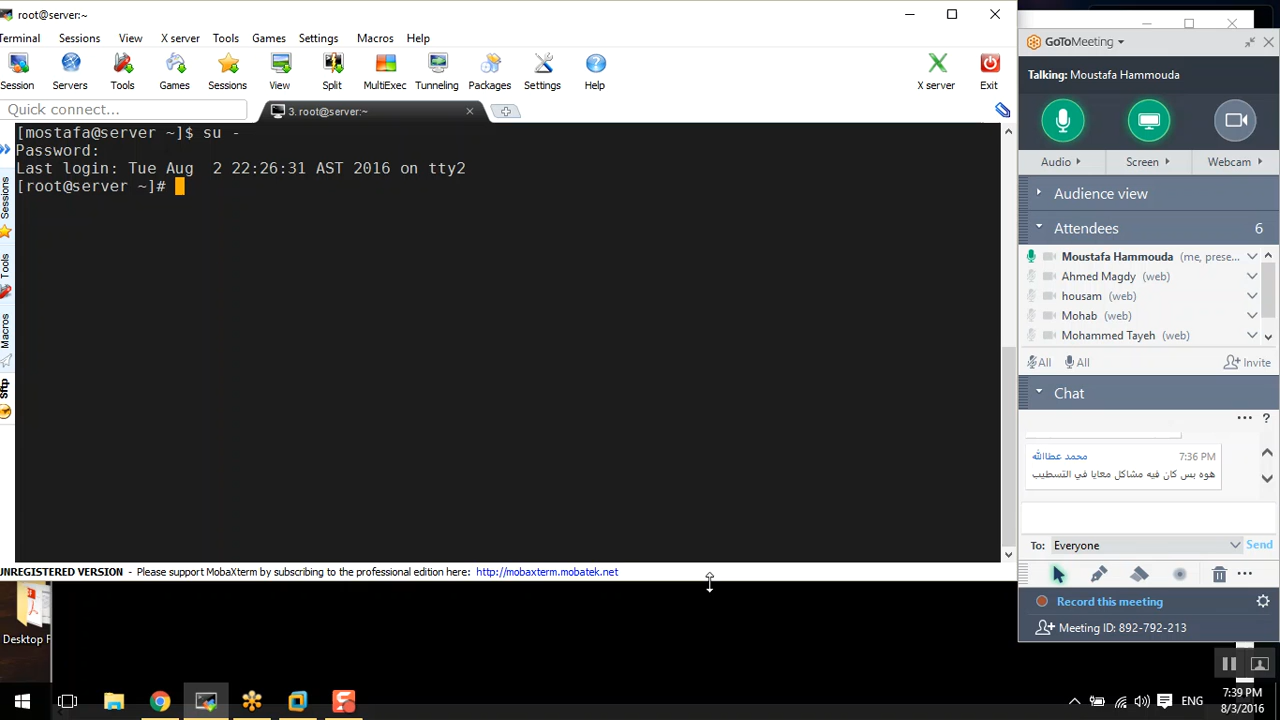 root@server:~
Terminal Sessions View X server Tools Games Settings Macros Help
Session Servers Tools Games Sessions View Split MultiExec Tunneling Packages Settings Help X server Exit
Quick connect...
3. root@server:~
[mostafa@server ~]$ su -
Password:
Last login: Tue Aug  2 22:26:31 AST 2016 on tty2
[root@server ~]#
Sessions
Tools
Macros
Sftp
UNREGISTERED VERSION - Please support MobaXterm by subscribing to the professional edition here: http://mobaxterm.mobatek.net
Desktop F
GoToMeeting
Talking: Moustafa Hammouda
Audio Screen Webcam
Audience view
Attendees 6
Moustafa Hammouda (me, prese...
Ahmed Magdy (web)
housam (web)
Mohab (web)
Mohammed Tayeh (web)
All All Invite
Chat
... ?
محمد عطاالله 7:36 PM
هوه بس كان فيه مشاكل معايا في التسطيب
To: Everyone Send
Record this meeting
Meeting ID: 892-792-213
ENG
7:39 PM
8/3/2016